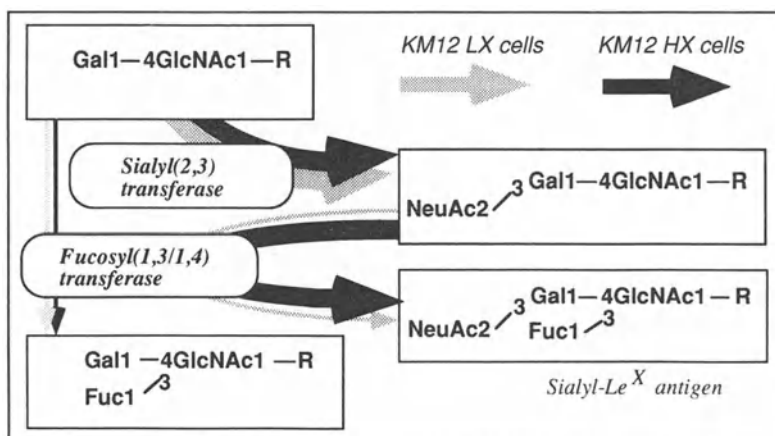 Gal1—4GlcNAc1—R
KM12 LX cells
KM12 HX cells
Sialyl(2,3)
transferase
3 Gal1—4GlcNAc1—R
NeuAc2
Fucosyl(1,3/1,4)
transferase
3 Gal1—4GlcNAc1—R
NeuAc2 Fuc1 3
Gal1 —4GlcNAc1 —R
Fuc1 3
Sialyl-Le X antigen